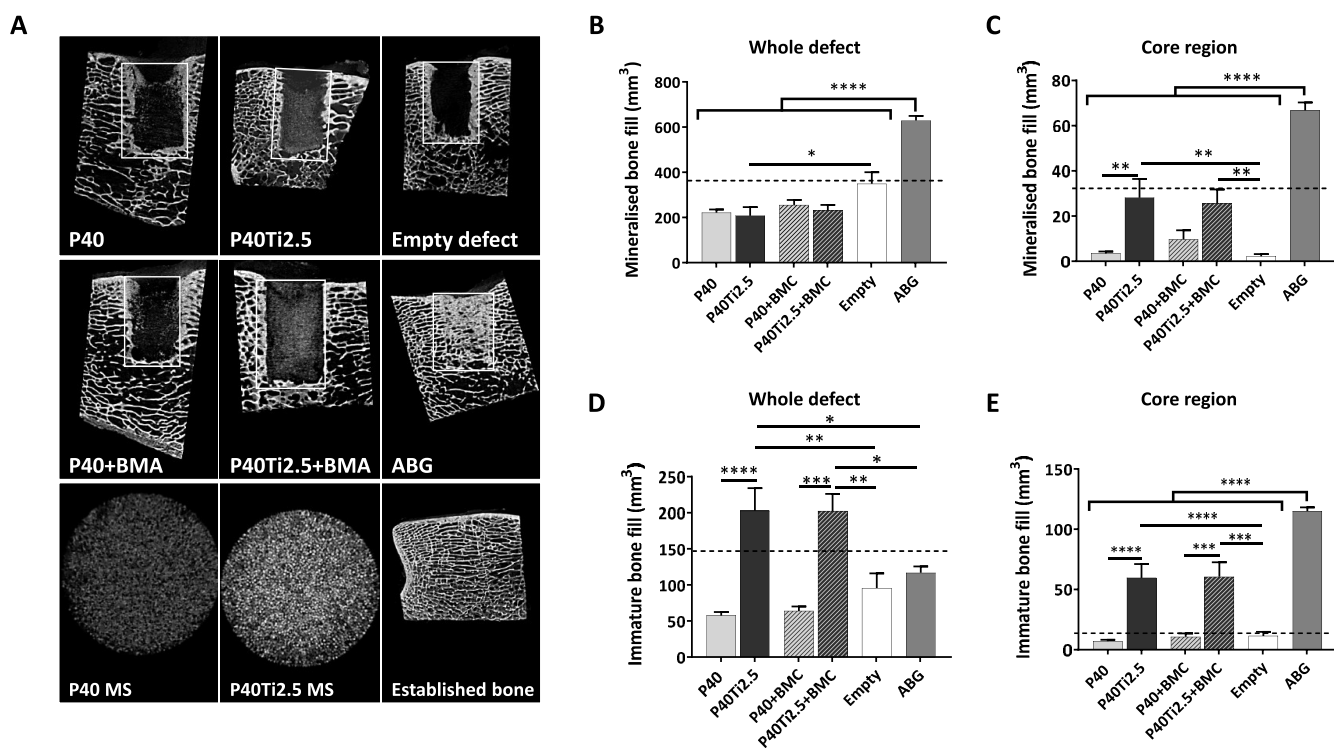 A
P40
P40Ti2.5
Empty defect
P40+BMA
P40Ti2.5+BMA
ABG
P40 MS
P40Ti2.5 MS
Established bone
B
Whole defect
Mineralised bone fill (mm³)
800
600
400
200
0
****
*
P40
P40Ti2.5
P40+BMC
P40Ti2.5+BMC
Empty
ABG
C
Core region
Mineralised bone fill (mm³)
80
60
40
20
0
****
**
**
**
P40
P40Ti2.5
P40+BMC
P40Ti2.5+BMC
Empty
ABG
D
Whole defect
Immature bone fill (mm³)
250
200
150
100
50
0
*
**
*
****
***
**
P40
P40Ti2.5
P40+BMC
P40Ti2.5+BMC
Empty
ABG
E
Core region
Immature bone fill (mm³)
150
100
50
0
****
****
****
***
***
P40
P40Ti2.5
P40+BMC
P40Ti2.5+BMC
Empty
ABG